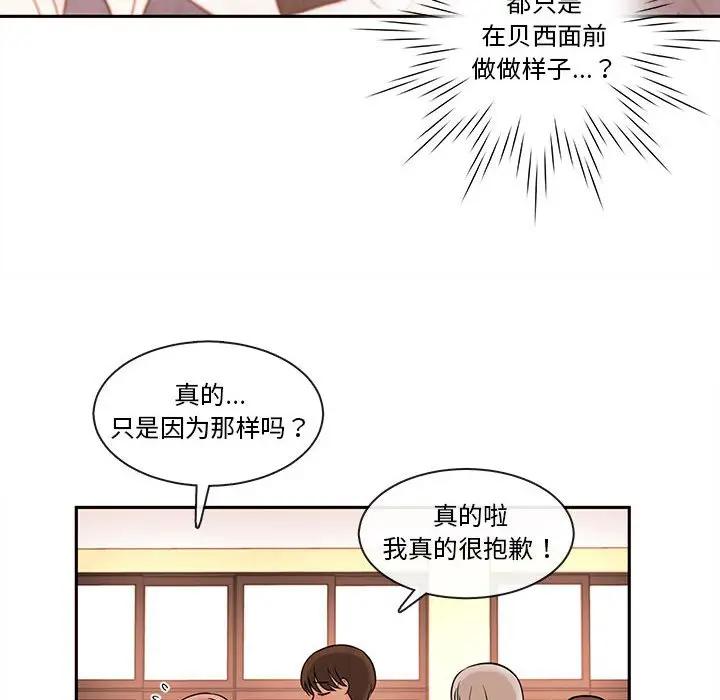 都只是
在贝西面前
做做样子...？
真的...
只是因为那样吗？
真的啦
我真的很抱歉！